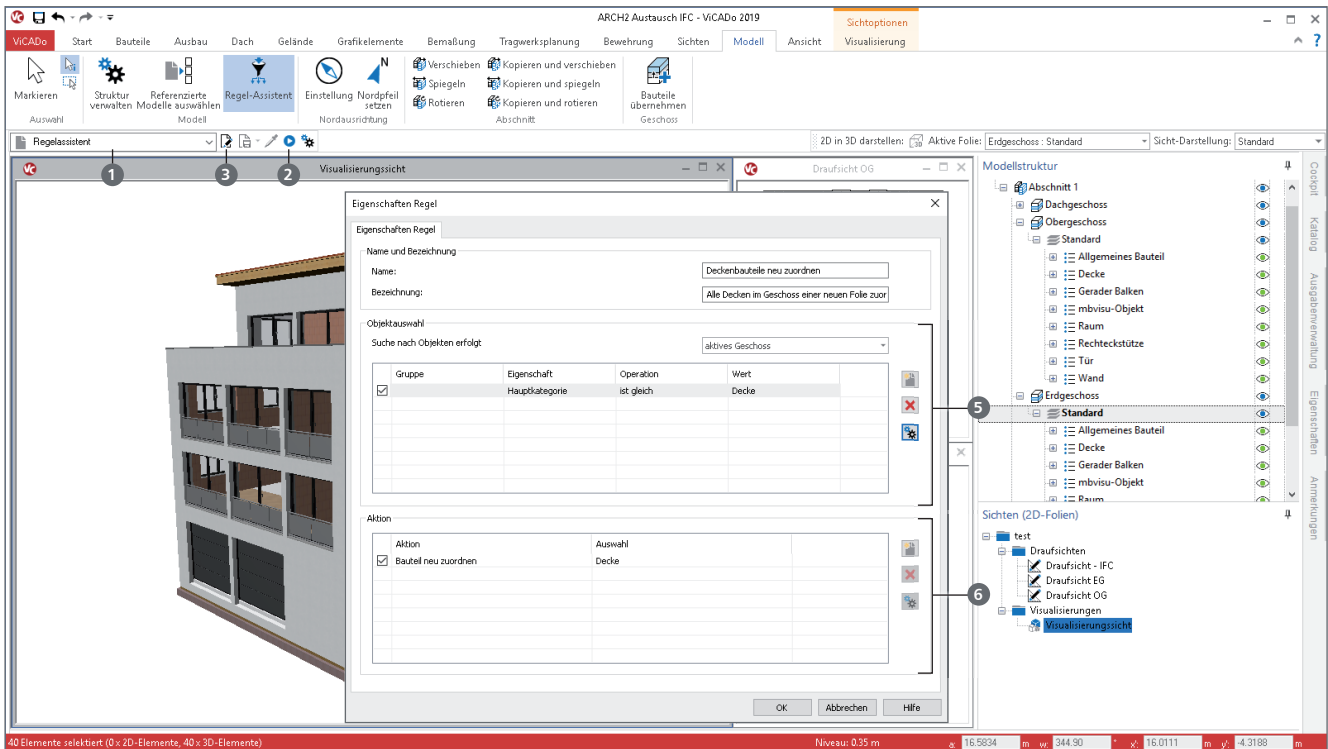 ARCH2 Austausch IFC - ViCADo 2019
Sichtoptionen
ViCADo Start Bauteile Ausbau Dach Gelände Grafikelemente Bemaßung Tragwerksplanung Bewehrung Sichten Modell Ansicht Visualisierung
Markieren
Struktur verwalten
Referenzierte Modelle auswählen
Regel-Assistent
Einstellung
Nordpfeil setzen
Verschieben
Kopieren und verschieben
Spiegeln
Kopieren und spiegeln
Rotieren
Kopieren und rotieren
Bauteile übernehmen
Auswahl Modell Nordausrichtung Abschnitt Geschoss
Regelassistent
2D in 3D darstellen: Aktive Folie: Erdgeschoss : Standard Sicht-Darstellung: Standard
1
3
2
Visualisierungssicht
Draufsicht OG
Eigenschaften Regel
Eigenschaften Regel
Name und Bezeichnung
Name: Deckenbauteile neu zuordnen
Bezeichnung: Alle Decken im Geschoss einer neuen Folie zuor
Objektauswahl
Suche nach Objekten erfolgt aktives Geschoss
Gruppe Eigenschaft Operation Wert
Hauptkategorie ist gleich Decke
5
Aktion
Aktion Auswahl
Bauteil neu zuordnen Decke
6
OK Abbrechen Hilfe
Modellstruktur
Abschnitt 1
Dachgeschoss
Obergeschoss
Standard
Allgemeines Bauteil
Decke
Gerader Balken
mbvisu-Objekt
Raum
Rechteckstütze
Tür
Wand
Erdgeschoss
Standard
Allgemeines Bauteil
Decke
Gerader Balken
mbvisu-Objekt
Raum
Sichten (2D-Folien)
test
Draufsichten
Draufsicht - IFC
Draufsicht EG
Draufsicht OG
Visualisierungen
Visualisierungssicht
Cockpit
Katalog
Ausgabenverwaltung
Eigenschaften
Anmerkungen
40 Elemente selektiert (0 x 2D-Elemente, 40 x 3D-Elemente)
Niveau: 0.35 m a: 16.5834 m w: 344.90 ° x': 16.0111 m y': -4.3188 m